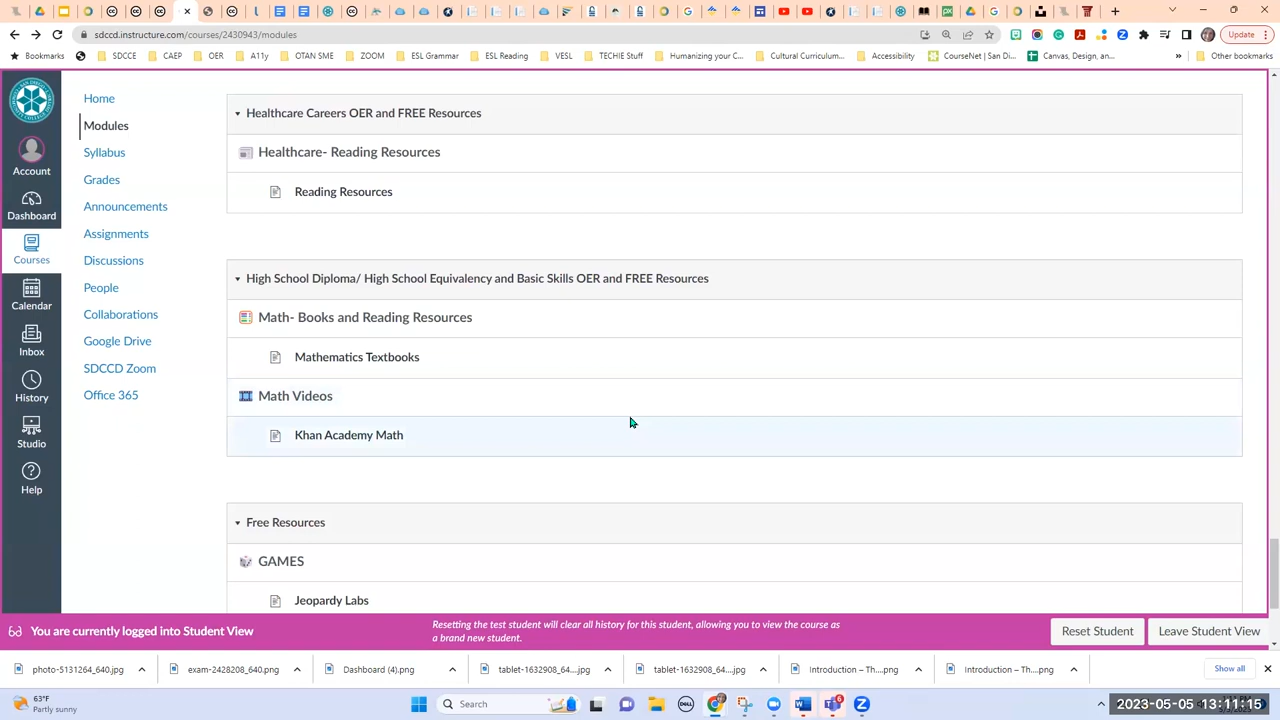 sdccd.instructure.com/courses/2430943/modules
Update
Bookmarks
SDCCE
CAEP
OER
A11y
OTAN SME
ZOOM
ESL Grammar
ESL Reading
VESL
TECHIE Stuff
Humanizing your C...
Cultural Curriculum...
Accessibility
CourseNet | San Di...
Canvas, Design, an...
Other bookmarks
Account
Dashboard
Courses
Calendar
Inbox
History
Studio
Help
Home
Modules
Syllabus
Grades
Announcements
Assignments
Discussions
People
Collaborations
Google Drive
SDCCD Zoom
Office 365
Healthcare Careers OER and FREE Resources
Healthcare- Reading Resources
Reading Resources
High School Diploma/ High School Equivalency and Basic Skills OER and FREE Resources
Math- Books and Reading Resources
Mathematics Textbooks
Math Videos
Khan Academy Math
Free Resources
GAMES
Jeopardy Labs
You are currently logged into Student View
Resetting the test student will clear all history for this student, allowing you to view the course as
a brand new student.
Reset Student
Leave Student View
photo-5131264_640.jpg
exam-2428208_640.png
Dashboard (4).png
tablet-1632908_64....jpg
tablet-1632908_64....jpg
Introduction – Th....png
Introduction – Th....png
Show all
63°F
Partly sunny
Search
DELL
6
2023-05-05 13:11:15